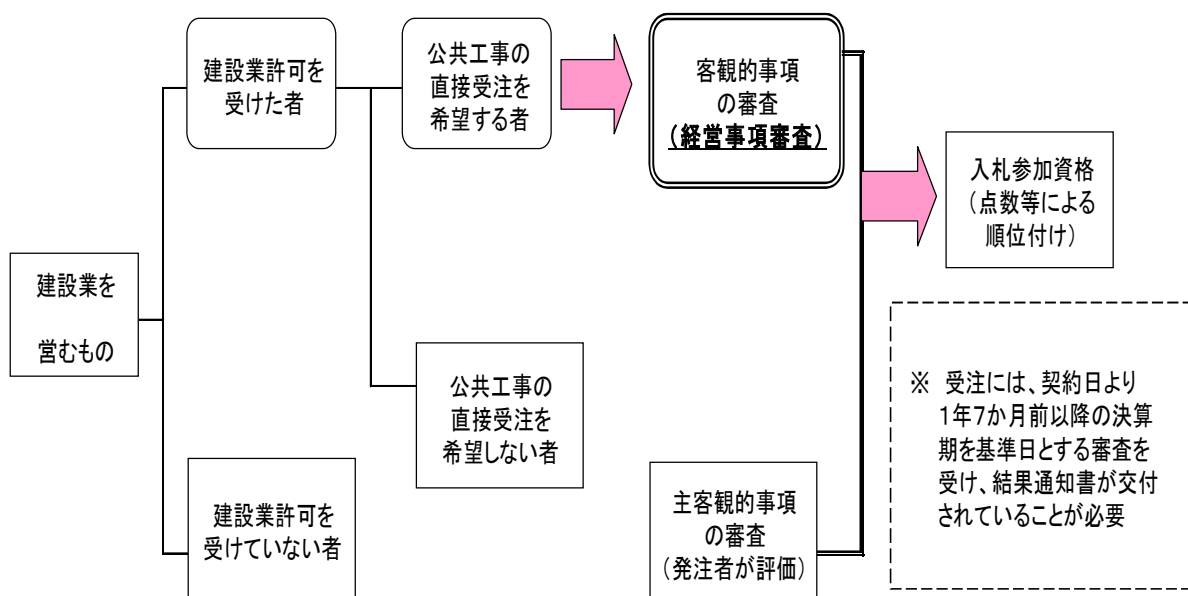 建設業を
営むもの
建設業許可を
受けた者
建設業許可を
受けていない者
公共工事の
直接受注を
希望する者
公共工事の
直接受注を
希望しない者
客観的事項
の審査
(経営事項審査)
主客観的事項
の審査
(発注者が評価)
入札参加資格
(点数等による
順位付け)
※ 受注には、契約日より
1年7か月前以降の決算
期を基準日とする審査を
受け、結果通知書が交付
されていることが必要